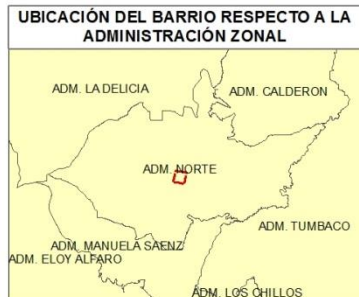 UBICACIÓN DEL BARRIO RESPECTO A LA
ADMINISTRACIÓN ZONAL
ADM. LA DELICIA
ADM. CALDERON
ADM. NORTE
ADM. TUMBACO
ADM. MANUELA SAENZ
ADM. ELOY ALFARO
ADM. LOS CHILLOS